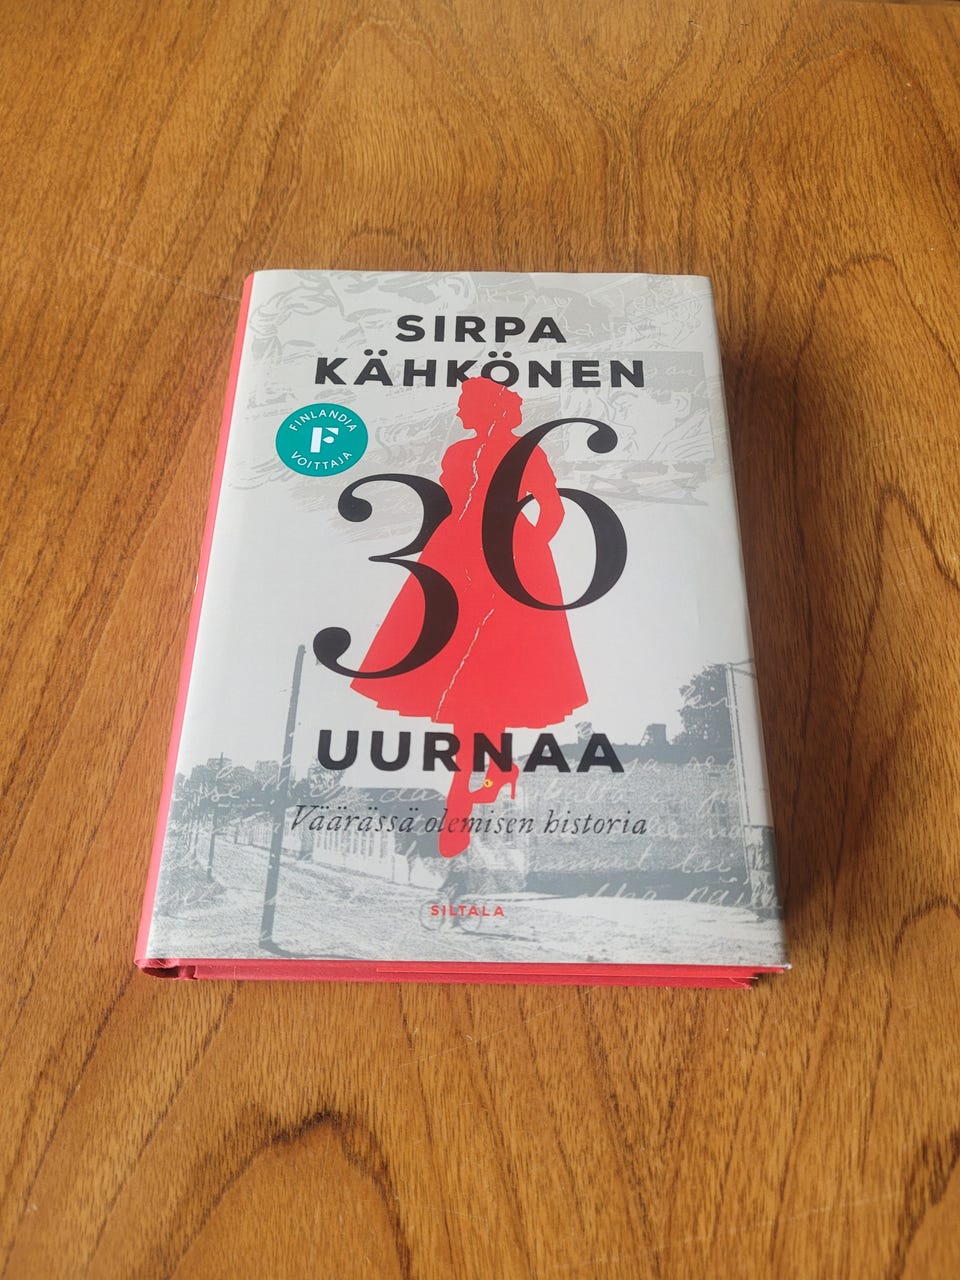 SIRPA
KÄHKÖNEN
FINLANDIA
F
VOITTAJA
36
UURNAA
Väärässä olemisen historia
SILTALA